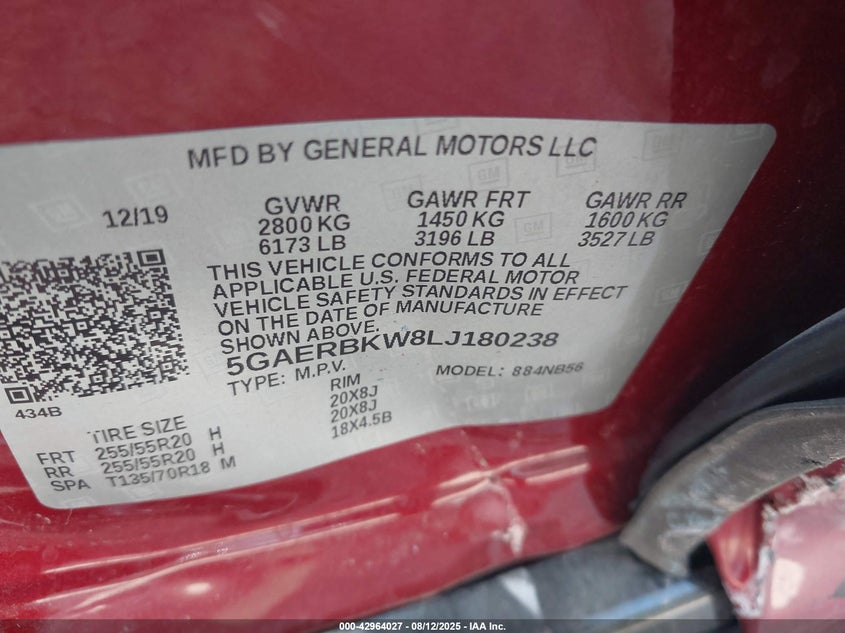 MFD BY GENERAL MOTORS LLC
12/19 GVWR GAWR FRT GAWR RR
2800 KG 1450 KG 1600 KG
6173 LB 3196 LB 3527 LB
THIS VEHICLE CONFORMS TO ALL
APPLICABLE U.S. FEDERAL MOTOR
VEHICLE SAFETY STANDARDS IN EFFECT
ON THE DATE OF MANUFACTURE
SHOWN ABOVE.
5GAERBKW8LJ180238
TYPE: M.P.V. MODEL: 884NB56
434B
TIRE SIZE RIM
FRT 255/55R20 H 20X8J
RR 255/55R20 H 20X8J
SPA T135/70R18 M 18X4.5B
000-42964027 - 08/12/2025 - IAA Inc.